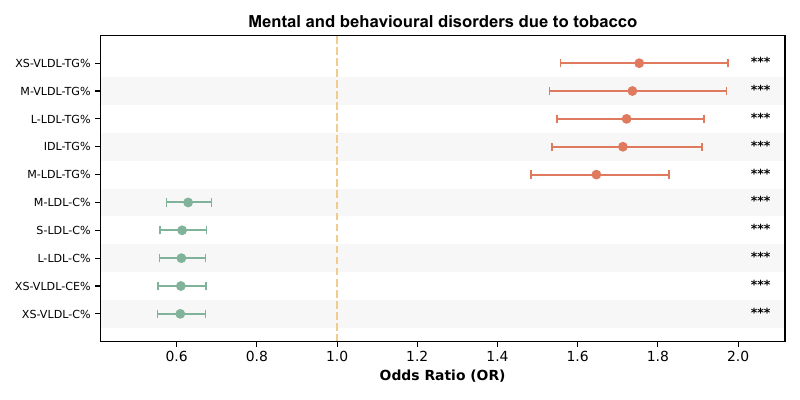 Mental and behavioural disorders due to tobacco
XS-VLDL-TG% ***
M-VLDL-TG% ***
L-LDL-TG% ***
IDL-TG% ***
M-LDL-TG% ***
M-LDL-C% ***
S-LDL-C% ***
L-LDL-C% ***
XS-VLDL-CE% ***
XS-VLDL-C% ***
0.6 0.8 1.0 1.2 1.4 1.6 1.8 2.0
Odds Ratio (OR)